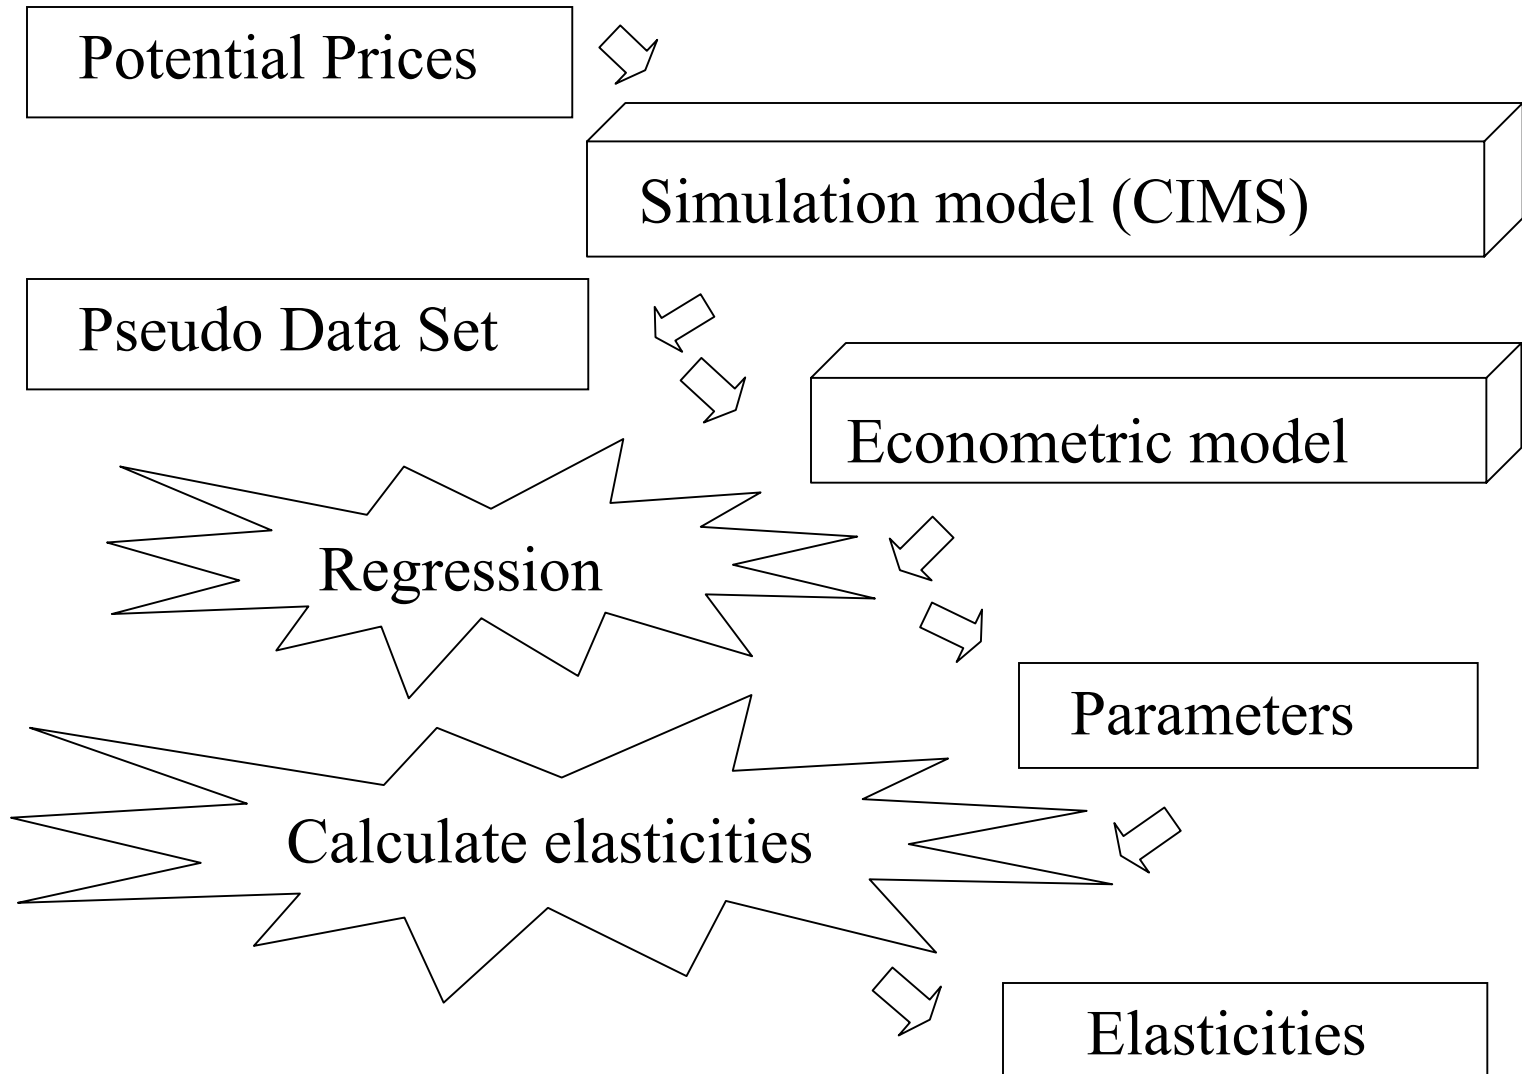 Potential Prices
Simulation model (CIMS)
Pseudo Data Set
Econometric model
Regression
Parameters
Calculate elasticities
Elasticities